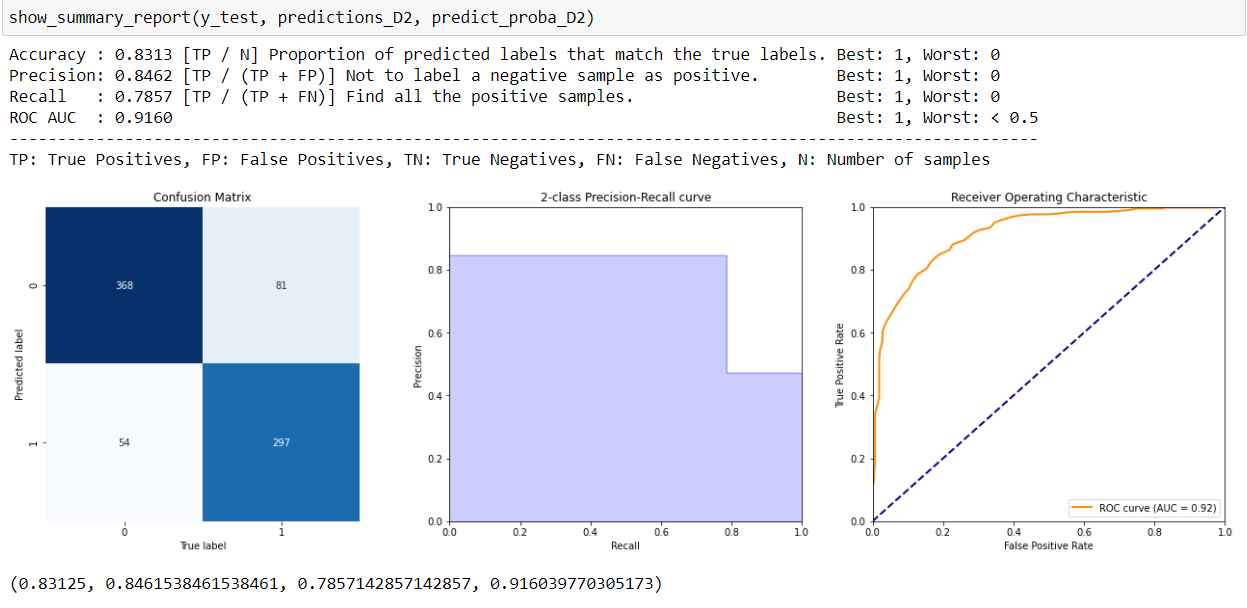 show_summary_report(y_test, predictions_D2, predict_proba_D2)
Accuracy : 0.8313 [TP / N] Proportion of predicted labels that match the true labels. Best: 1, Worst: 0
Precision: 0.8462 [TP / (TP + FP)] Not to label a negative sample as positive. Best: 1, Worst: 0
Recall : 0.7857 [TP / (TP + FN)] Find all the positive samples. Best: 1, Worst: 0
ROC AUC : 0.9160 Best: 1, Worst: < 0.5
-----------------------------------------------------------------------------------------------------------
TP: True Positives, FP: False Positives, TN: True Negatives, FN: False Negatives, N: Number of samples
Confusion Matrix
Predicted label
0
368
81
1
54
297
0
1
True label
2-class Precision-Recall curve
Precision
1.0
0.8
0.6
0.4
0.2
0.0
0.0
0.2
0.4
0.6
0.8
1.0
Recall
Receiver Operating Characteristic
True Positive Rate
1.0
0.8
0.6
0.4
0.2
0.0
ROC curve (AUC = 0.92)
0.0
0.2
0.4
0.6
0.8
1.0
False Positive Rate
(0.83125, 0.8461538461538461, 0.7857142857142857, 0.916039770305173)